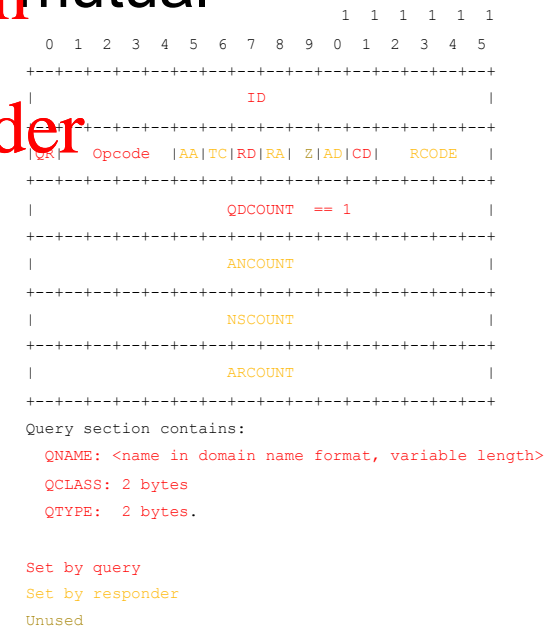 mutual
1 1 1 1 1 1
0 1 2 3 4 5 6 7 8 9 0 1 2 3 4 5
+--+--+--+--+--+--+--+--+--+--+--+--+--+--+--+--+
| ID |
der
+--+--+--+--+--+--+--+--+--+--+--+--+--+--+--+--+
|QR| Opcode |AA|TC|RD|RA| Z|AD|CD| RCODE |
+--+--+--+--+--+--+--+--+--+--+--+--+--+--+--+--+
| QDCOUNT == 1 |
+--+--+--+--+--+--+--+--+--+--+--+--+--+--+--+--+
| ANCOUNT |
+--+--+--+--+--+--+--+--+--+--+--+--+--+--+--+--+
| NSCOUNT |
+--+--+--+--+--+--+--+--+--+--+--+--+--+--+--+--+
| ARCOUNT |
+--+--+--+--+--+--+--+--+--+--+--+--+--+--+--+--+
Query section contains:
QNAME: <name in domain name format, variable length>
QCLASS: 2 bytes
QTYPE: 2 bytes.
Set by query
Set by responder
Unused